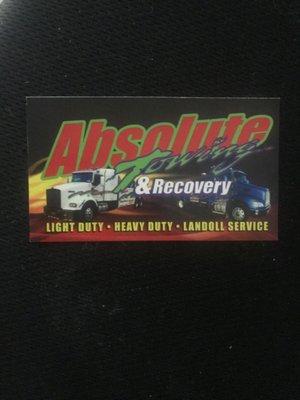 Absolute
Towing
& Recovery
LIGHT DUTY • HEAVY DUTY • LANDOLL SERVICE